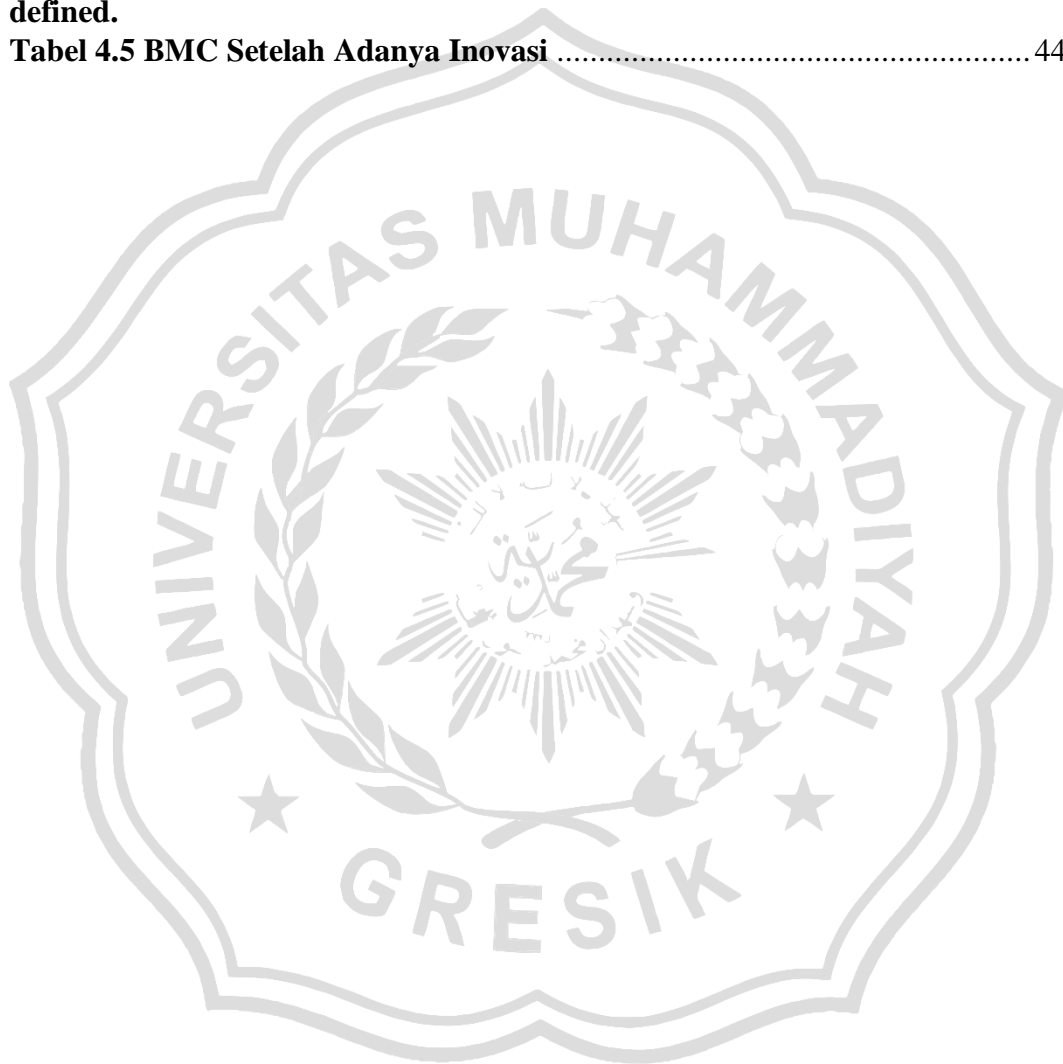 defined.
Tabel 4.5 BMC Setelah Adanya Inovasi ........................................................ 44
UNIVERSITAS MUHAMMADIYAH
GRESIK